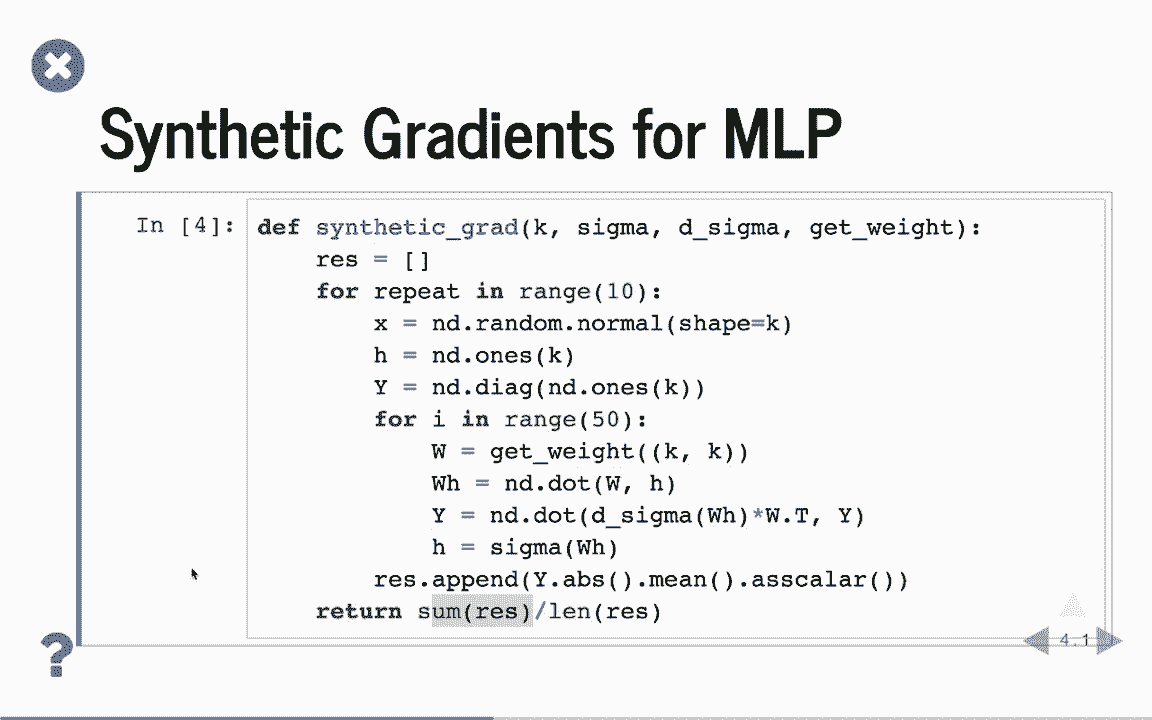 Synthetic Gradients for MLP
In [4]: def synthetic_grad(k, sigma, d_sigma, get_weight):
    res = []
    for repeat in range(10):
        x = nd.random.normal(shape=k)
        h = nd.ones(k)
        Y = nd.diag(nd.ones(k))
        for i in range(50):
            W = get_weight((k, k))
            Wh = nd.dot(W, h)
            Y = nd.dot(d_sigma(Wh)*W.T, Y)
            h = sigma(Wh)
        res.append(Y.abs().mean().asscalar())
    return sum(res)/len(res)
4.1
?